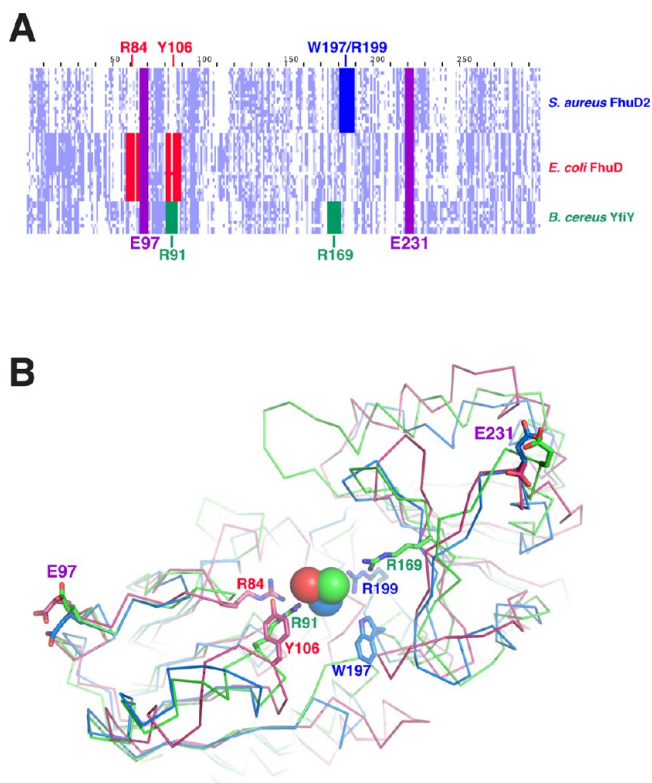 A
R84 Y106 W197/R199
50 100 150 200 250
S. aureus FhuD2
E. coli FhuD
B. cereus YfiY
E97 E231
R91 R169
B
E231
E97
R169
R84
R199
R91
Y106
W197